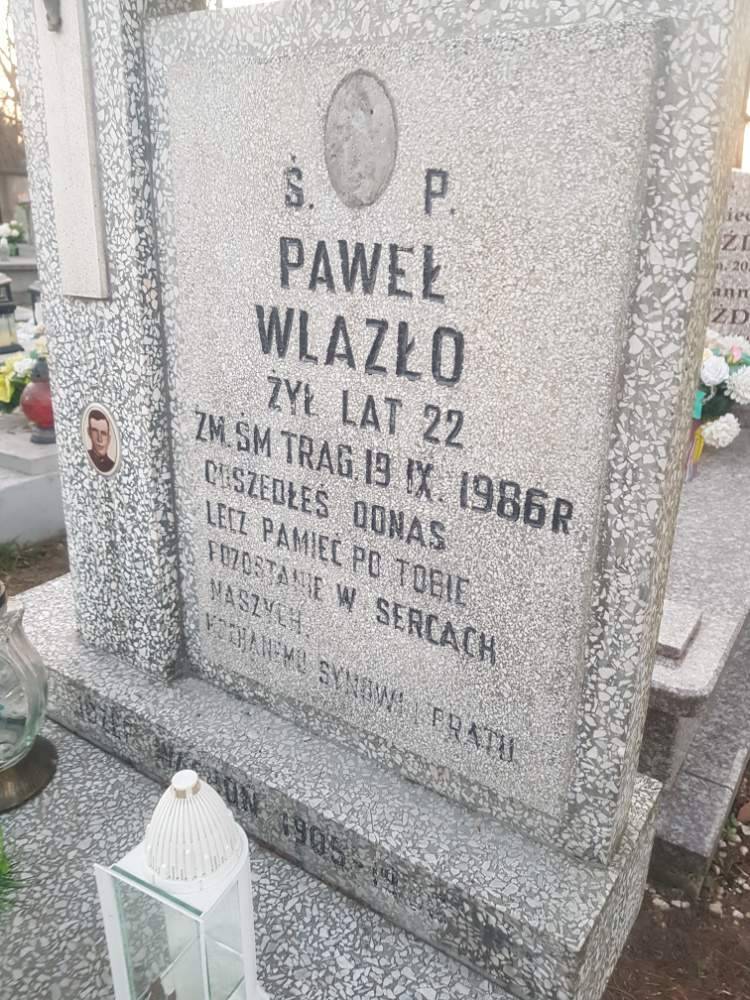 Ś. P.
PAWEŁ
WLAZŁO
ŻYŁ LAT 22
ZM. ŚM TRAG. 19 IX. 1986R
ODSZEDŁEŚ ODNAS
LECZ PAMIĘĆ PO TOBIE
POZOSTANIE W SERCACH
NASZYCH.
KOCHANEMU SYNOWI I BRATU
1905-19